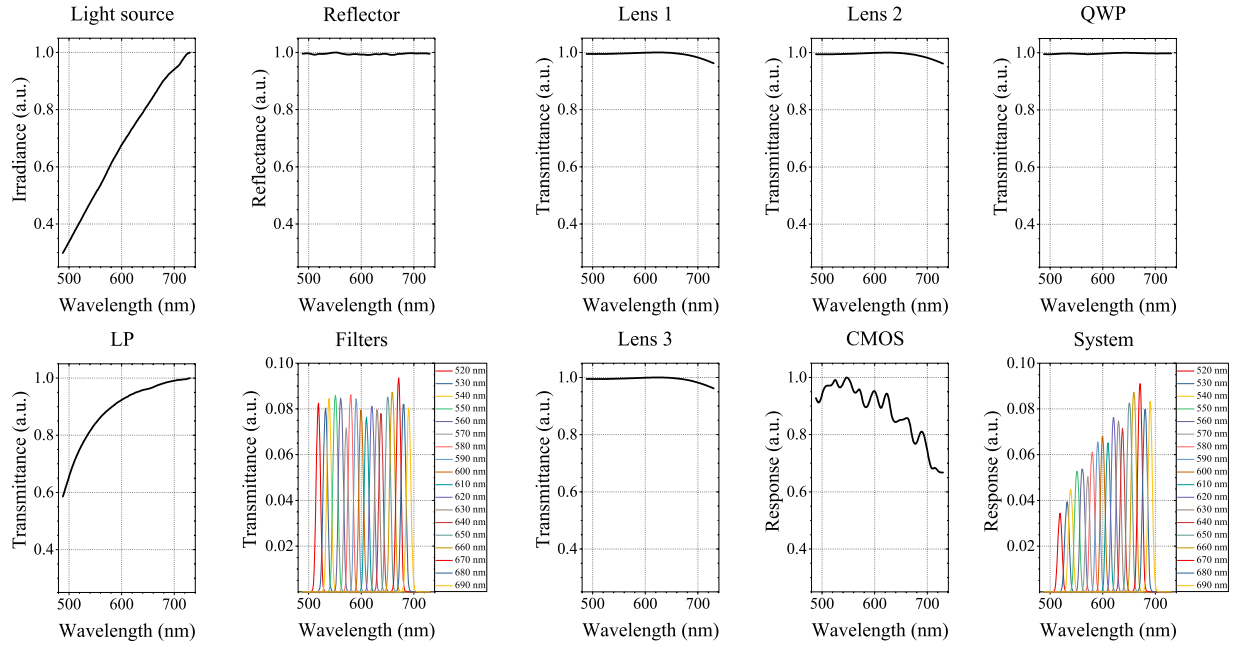 Light source
Irradiance (a.u.)
1.0
0.8
0.6
0.4
500 600 700
Wavelength (nm)
Reflector
Reflectance (a.u.)
1.0
0.8
0.6
0.4
500 600 700
Wavelength (nm)
Lens 1
Transmittance (a.u.)
1.0
0.8
0.6
0.4
500 600 700
Wavelength (nm)
Lens 2
Transmittance (a.u.)
1.0
0.8
0.6
0.4
500 600 700
Wavelength (nm)
QWP
Transmittance (a.u.)
1.0
0.8
0.6
0.4
500 600 700
Wavelength (nm)
LP
Transmittance (a.u.)
1.0
0.8
0.6
0.4
500 600 700
Wavelength (nm)
Filters
Transmittance (a.u.)
0.10
0.08
0.06
0.04
0.02
500 600 700
Wavelength (nm)
520 nm
530 nm
540 nm
550 nm
560 nm
570 nm
580 nm
590 nm
600 nm
610 nm
620 nm
630 nm
640 nm
650 nm
660 nm
670 nm
680 nm
690 nm
Lens 3
Transmittance (a.u.)
1.0
0.8
0.6
0.4
500 600 700
Wavelength (nm)
CMOS
Response (a.u.)
1.0
0.8
0.6
0.4
500 600 700
Wavelength (nm)
System
Response (a.u.)
0.10
0.08
0.06
0.04
0.02
500 600 700
Wavelength (nm)
520 nm
530 nm
540 nm
550 nm
560 nm
570 nm
580 nm
590 nm
600 nm
610 nm
620 nm
630 nm
640 nm
650 nm
660 nm
670 nm
680 nm
690 nm